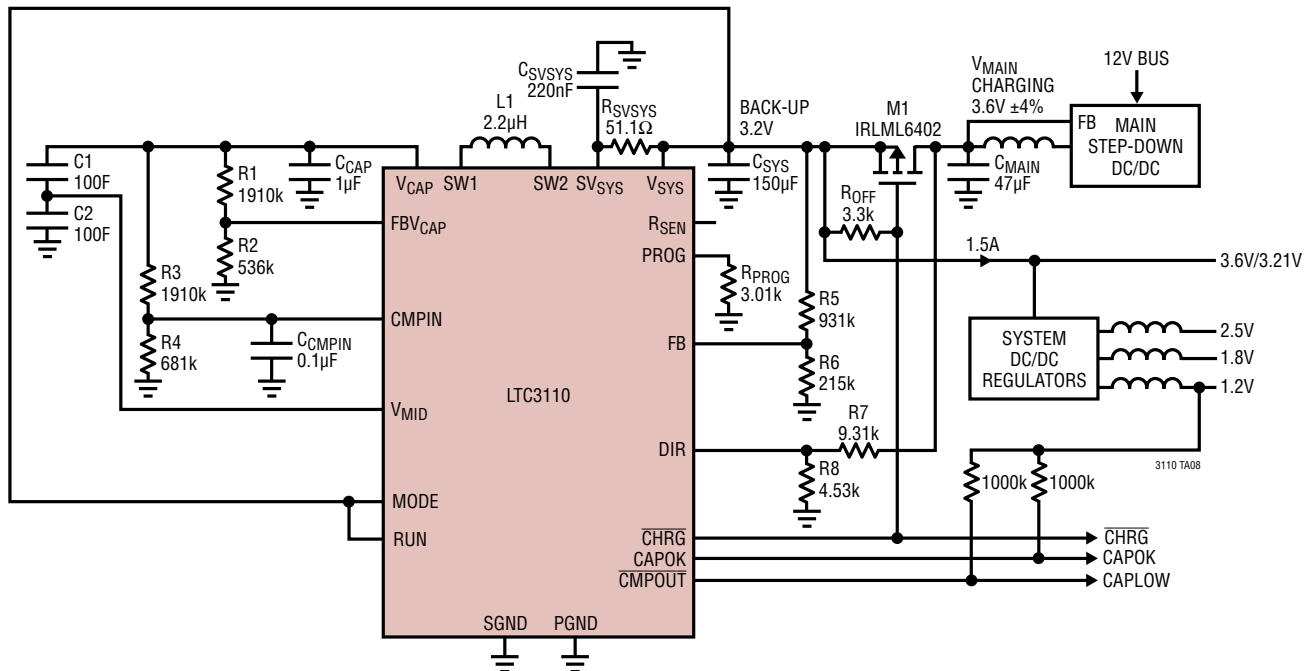 12V BUS
V_MAIN
CHARGING
3.6V ±4%
C_SVSYS
220nF
L1
2.2µH
R_SVSYS
51.1Ω
BACK-UP
3.2V
M1
IRLML6402
FB
MAIN
STEP-DOWN
DC/DC
C1
100F
C2
100F
R1
1910k
C_CAP
1µF
V_CAP SW1 SW2 SV_SYS V_SYS
C_SYS
150µF
C_MAIN
47µF
R_OFF
3.3k
FBV_CAP
R_SEN
PROG
R_PROG
3.01k
1.5A
3.6V/3.21V
R2
536k
R3
1910k
R4
681k
CMPIN
C_CMPIN
0.1µF
R5
931k
FB
R6
215k
SYSTEM
DC/DC
REGULATORS
2.5V
1.8V
1.2V
LTC3110
V_MID
DIR
R7
9.31k
R8
4.53k
3110 TA08
1000k 1000k
MODE
RUN
CHRG
CAPOK
CMPOUT
CHRG
CAPOK
CAPLOW
SGND PGND